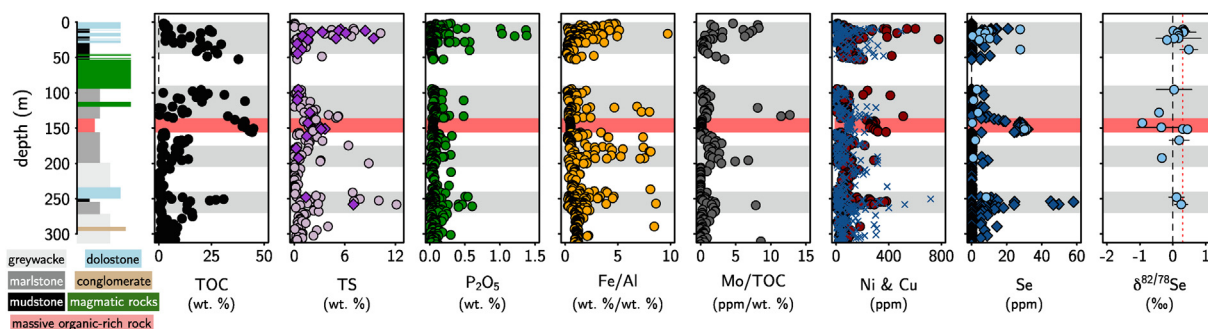 depth (m)
0
50
100
150
200
250
300
0 25 50
0 6 12
0.0 0.5 1.0 1.5
0 5 10
0 5 10 15
0 200 400 600 800
0 20 40 60
−1 0 1 2
TOC
(wt. %)
TS
(wt. %)
P₂O₅
(wt. %)
Fe/Al
(wt. %/wt. %)
Mo/TOC
(ppm/wt. %)
Ni & Cu
(ppm)
Se
(ppm)
δ⁸²/⁷⁸Se
(‰)
greywacke dolostone
marlstone conglomerate
mudstone magmatic rocks
massive organic-rich rock